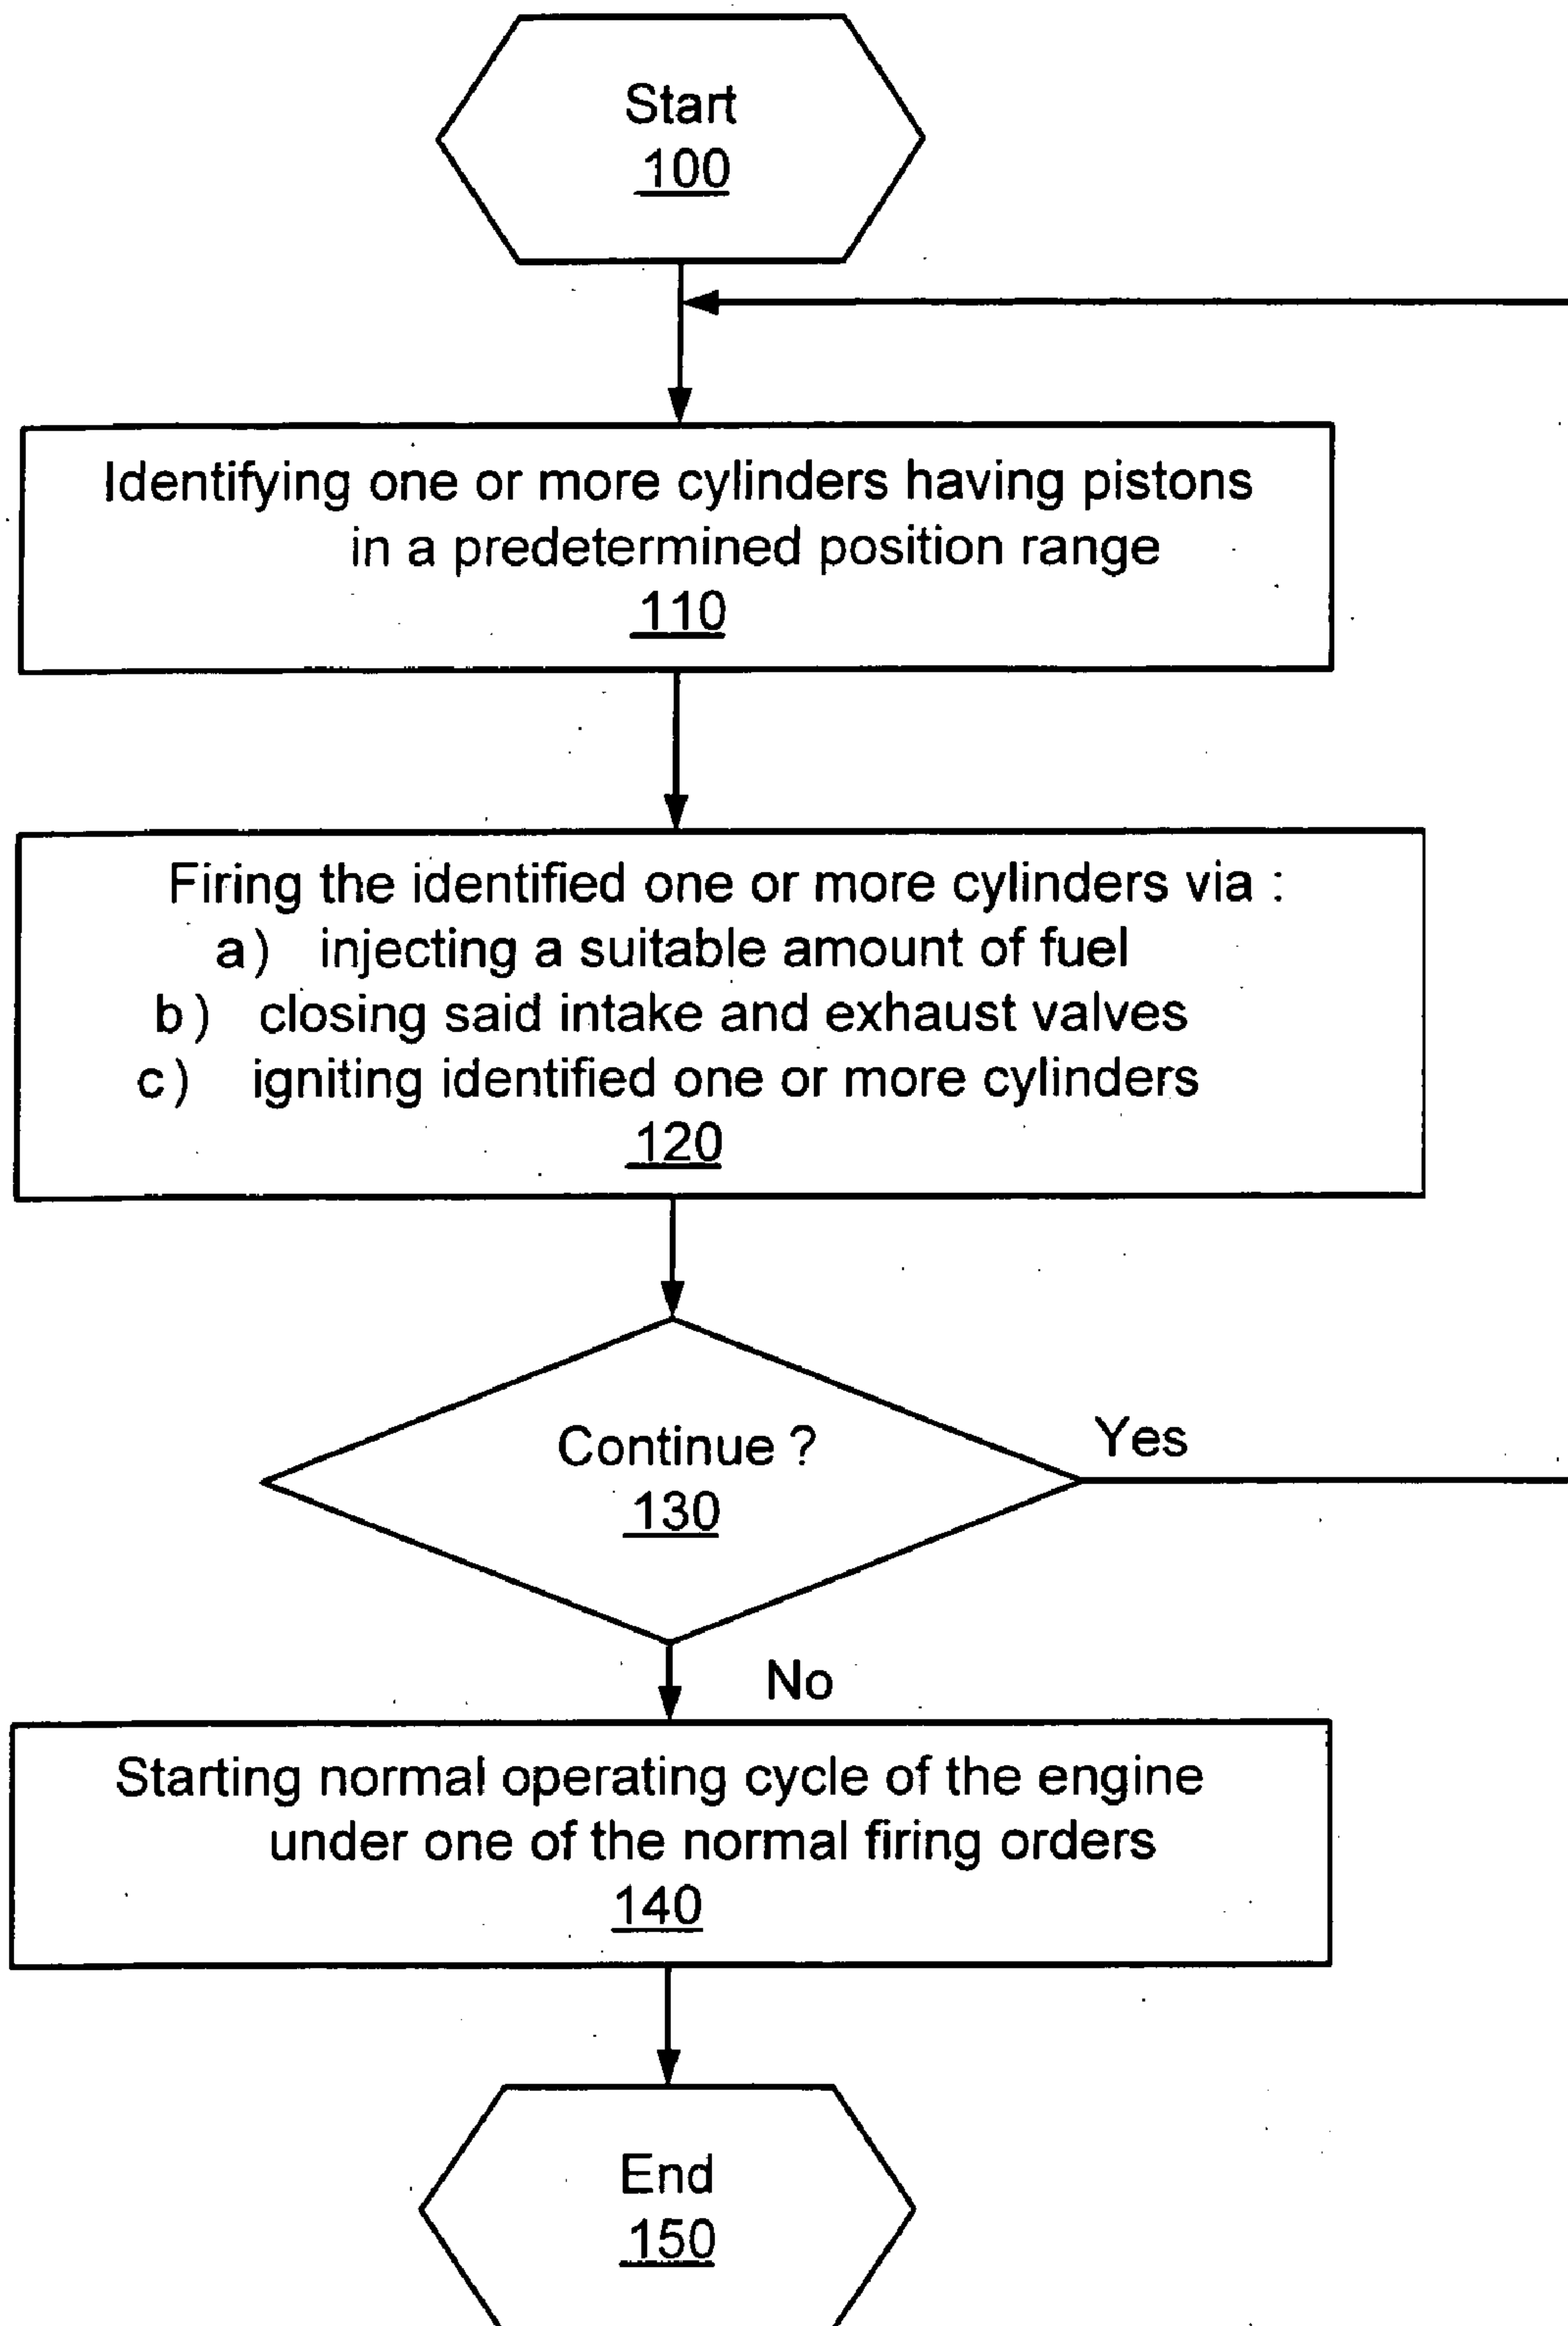 Start
100
Identifying one or more cylinders having pistons
in a predetermined position range
110
Firing the identified one or more cylinders via :
a) injecting a suitable amount of fuel
b) closing said intake and exhaust valves
c) igniting identified one or more cylinders
120
Continue ?
130
Yes
No
Starting normal operating cycle of the engine
under one of the normal firing orders
140
End
150